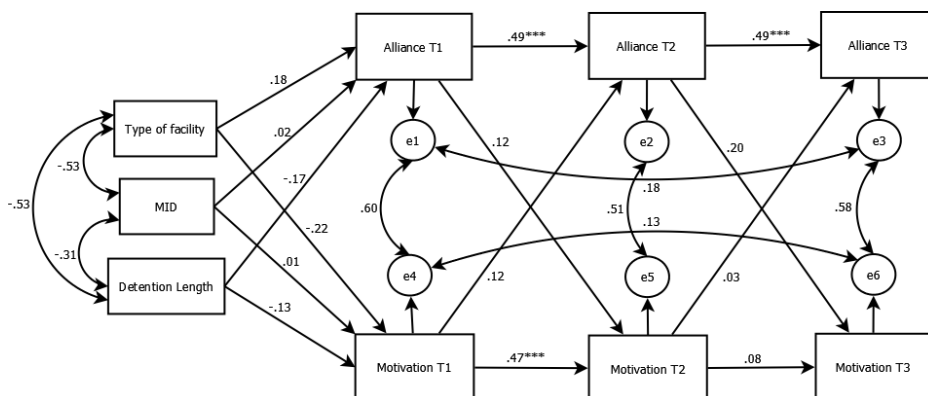 Alliance T1
.49***
Alliance T2
.49***
Alliance T3
.18
Type of facility
.02
e1
.12
e2
.20
e3
-.53
-.53
-.17
.18
MID
.60
.51
.58
-.22
.13
-.31
.01
e4
.12
e5
.03
e6
Detention Length
-.13
Motivation T1
.47***
Motivation T2
.08
Motivation T3